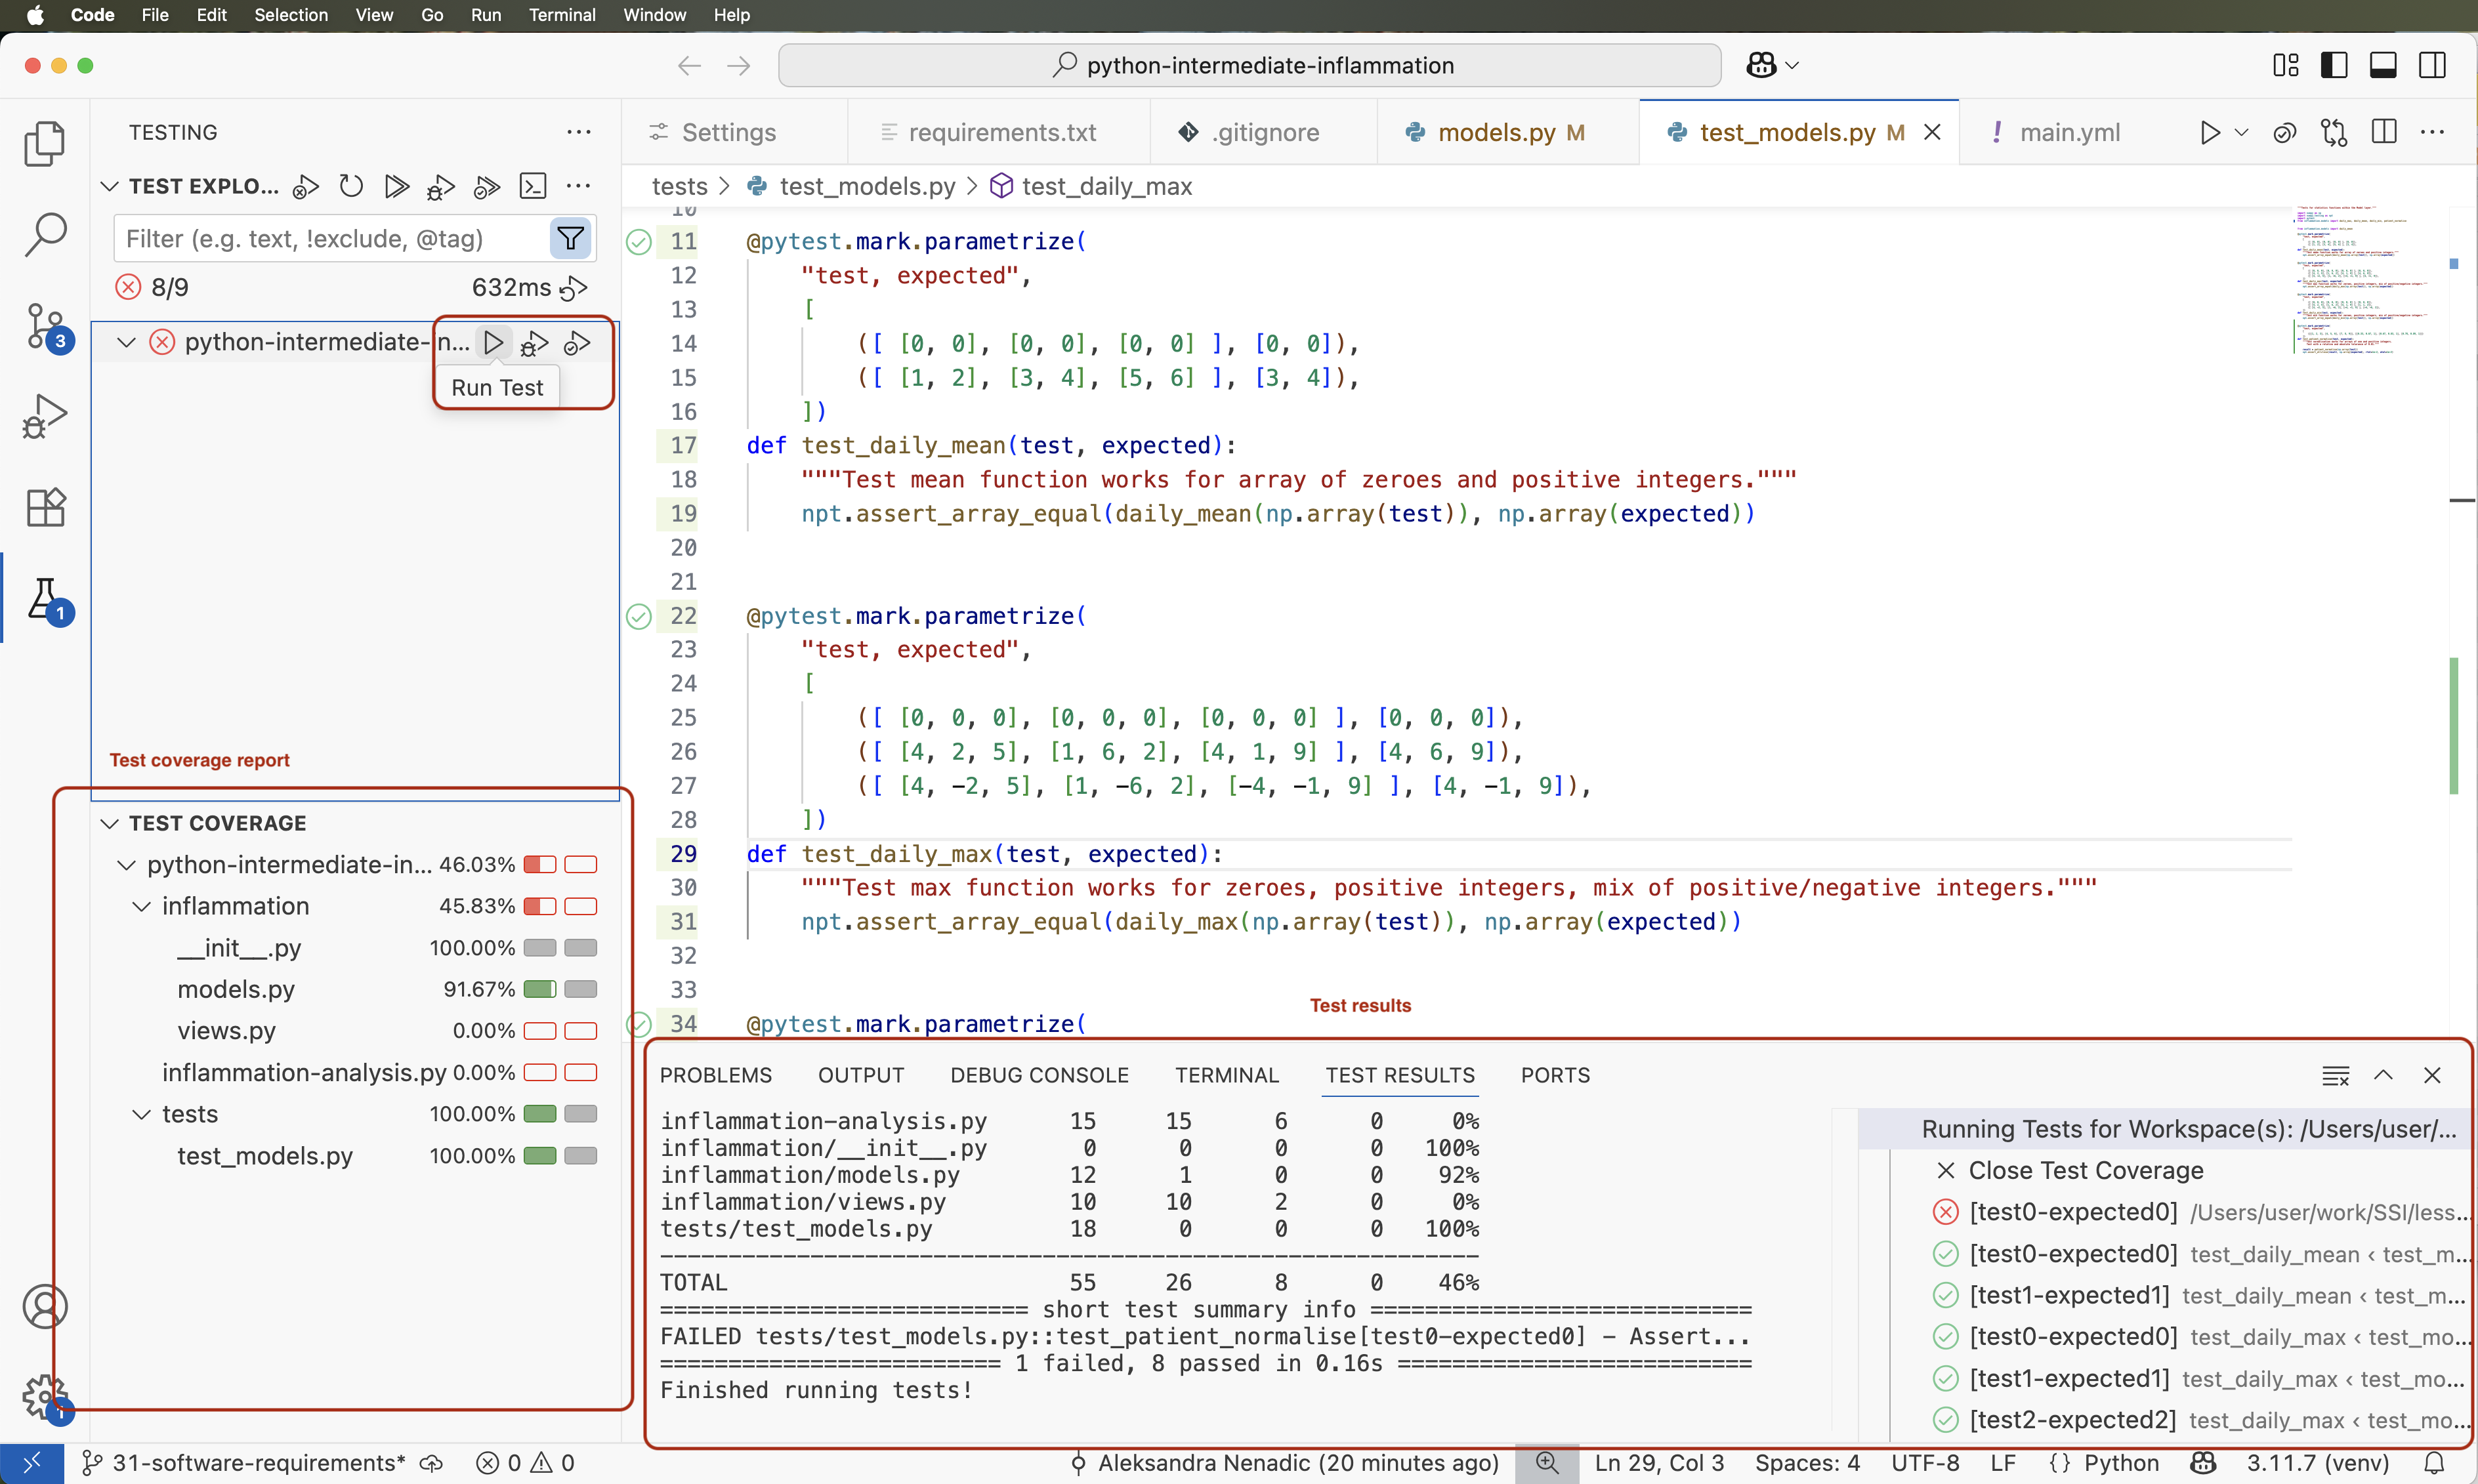 Code File Edit Selection View Go Run Terminal Window Help
python-intermediate-inflammation
TESTING
Settings
requirements.txt
.gitignore
models.py M
test_models.py M
main.yml
TEST EXPLO...
tests > test_models.py > test_daily_max
Filter (e.g. text, !exclude, @tag)
8/9
632ms
python-intermediate-in...
Run Test
Test coverage report
TEST COVERAGE
python-intermediate-in... 46.03%
inflammation 45.83%
__init__.py 100.00%
models.py 91.67%
views.py 0.00%
inflammation-analysis.py 0.00%
tests 100.00%
test_models.py 100.00%
3
1
1
10
11 @pytest.mark.parametrize(
12 "test, expected",
13 [
14 ([ [0, 0], [0, 0], [0, 0] ], [0, 0]),
15 ([ [1, 2], [3, 4], [5, 6] ], [3, 4]),
16 ])
17 def test_daily_mean(test, expected):
18 """Test mean function works for array of zeroes and positive integers."""
19 npt.assert_array_equal(daily_mean(np.array(test)), np.array(expected))
20
21
22 @pytest.mark.parametrize(
23 "test, expected",
24 [
25 ([ [0, 0, 0], [0, 0, 0], [0, 0, 0] ], [0, 0, 0]),
26 ([ [4, 2, 5], [1, 6, 2], [4, 1, 9] ], [4, 6, 9]),
27 ([ [4, -2, 5], [1, -6, 2], [-4, -1, 9] ], [4, -1, 9]),
28 ])
29 def test_daily_max(test, expected):
30 """Test max function works for zeroes, positive integers, mix of positive/negative integers."""
31 npt.assert_array_equal(daily_max(np.array(test)), np.array(expected))
32
33
34 @pytest.mark.parametrize(
Test results
PROBLEMS OUTPUT DEBUG CONSOLE TERMINAL TEST RESULTS PORTS
inflammation-analysis.py 15 15 6 0 0%
inflammation/__init__.py 0 0 0 0 100%
inflammation/models.py 12 1 0 0 92%
inflammation/views.py 10 10 2 0 0%
tests/test_models.py 18 0 0 0 100%
------------------------------------------------------------
TOTAL 55 26 8 0 46%
=========================== short test summary info ============================
FAILED tests/test_models.py::test_patient_normalise[test0-expected0] - Assert...
========================= 1 failed, 8 passed in 0.16s ==========================
Finished running tests!
Running Tests for Workspace(s): /Users/user/...
Close Test Coverage
[test0-expected0] /Users/user/work/SSI/less...
[test0-expected0] test_daily_mean ‹ test_m...
[test1-expected1] test_daily_mean ‹ test_m...
[test0-expected0] test_daily_max ‹ test_mo...
[test1-expected1] test_daily_max ‹ test_mo...
[test2-expected2] test_daily_max ‹ test_mo...
31-software-requirements* 0 0 Aleksandra Nenadic (20 minutes ago) Ln 29, Col 3 Spaces: 4 UTF-8 LF {} Python 3.11.7 (venv)